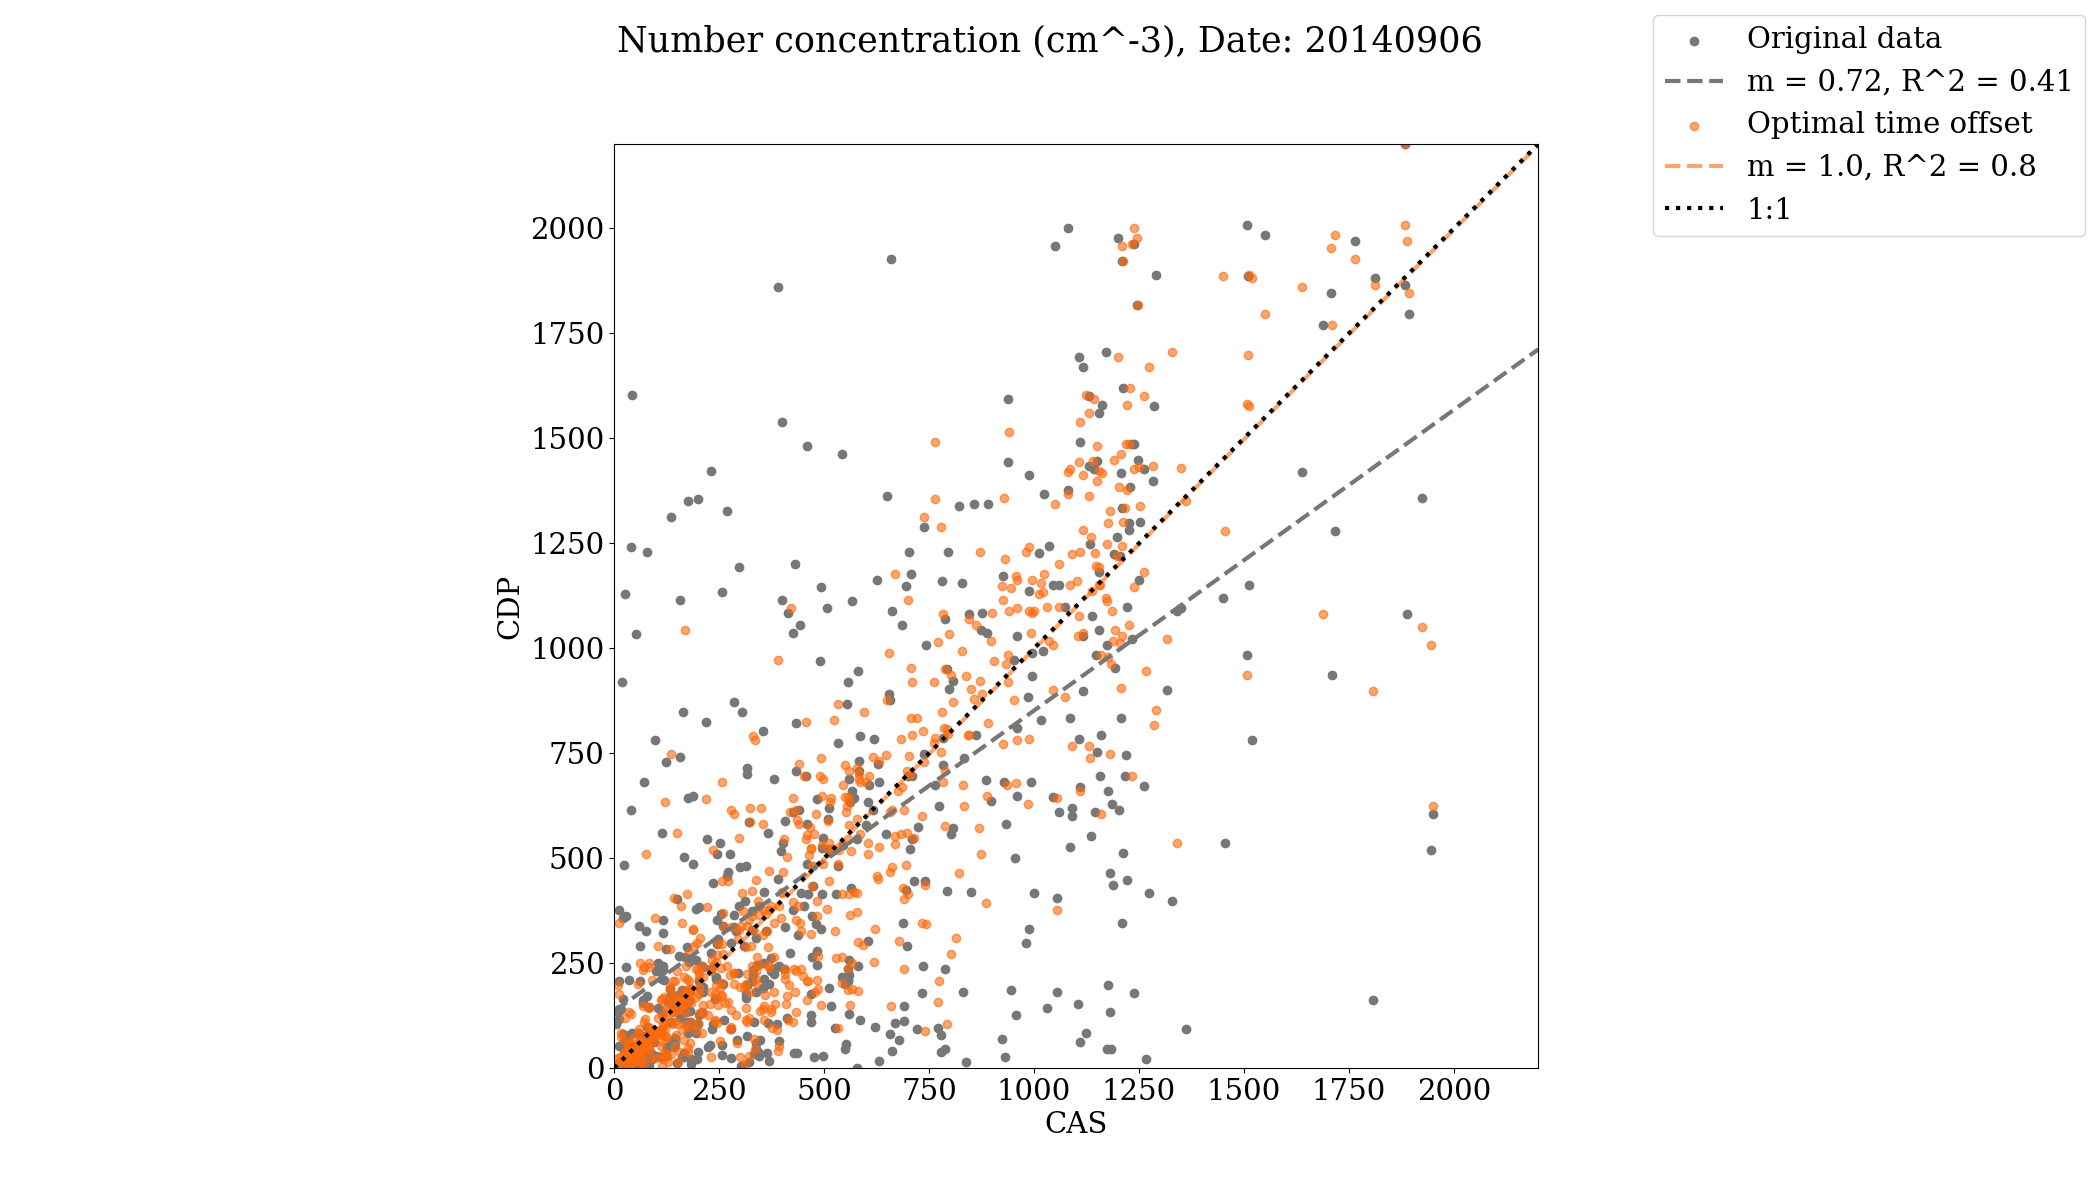 Number concentration (cm^-3), Date: 20140906
Original data
m = 0.72, R^2 = 0.41
Optimal time offset
m = 1.0, R^2 = 0.8
1:1
2000
1750
1500
1250
1000
750
500
250
0
CDP
0 250 500 750 1000 1250 1500 1750 2000
CAS